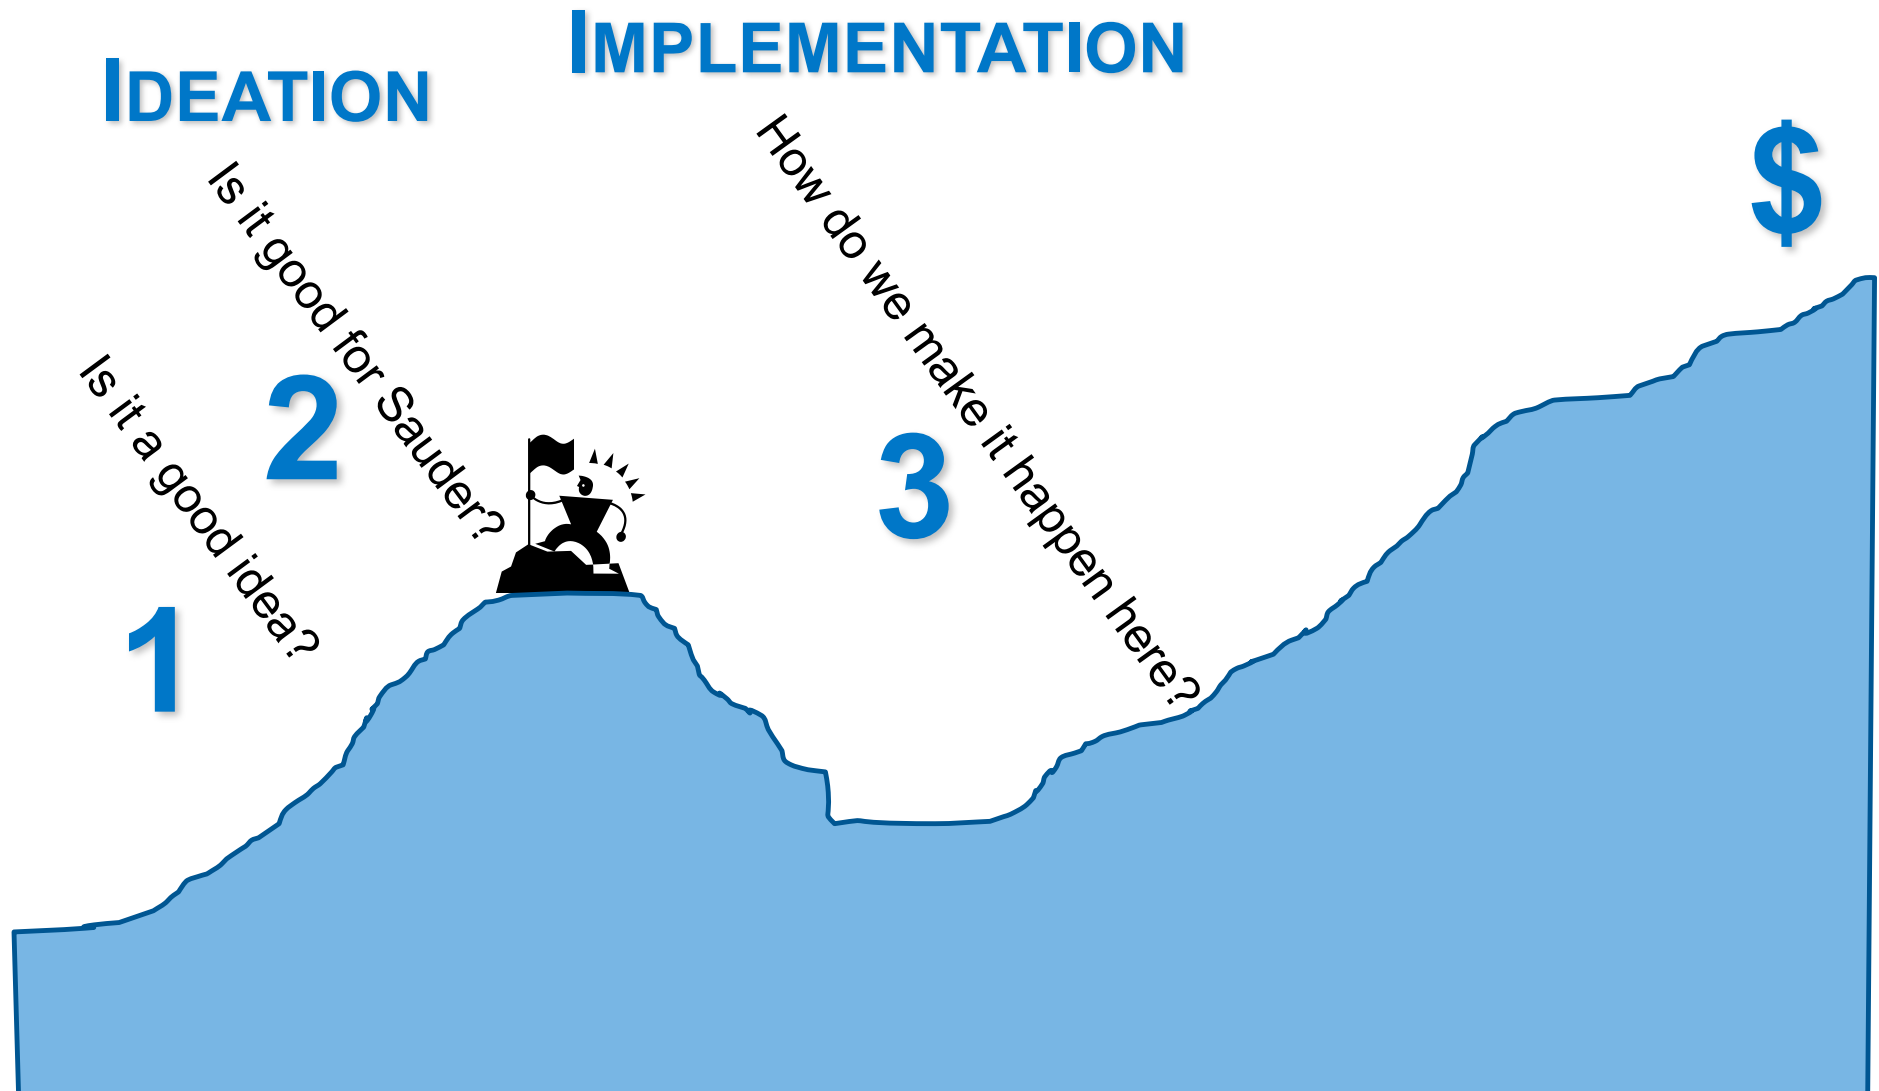 IDEATION
IMPLEMENTATION
$
Is it good for Sauder?
How do we make it happen here?
Is it a good idea?
2
3
1